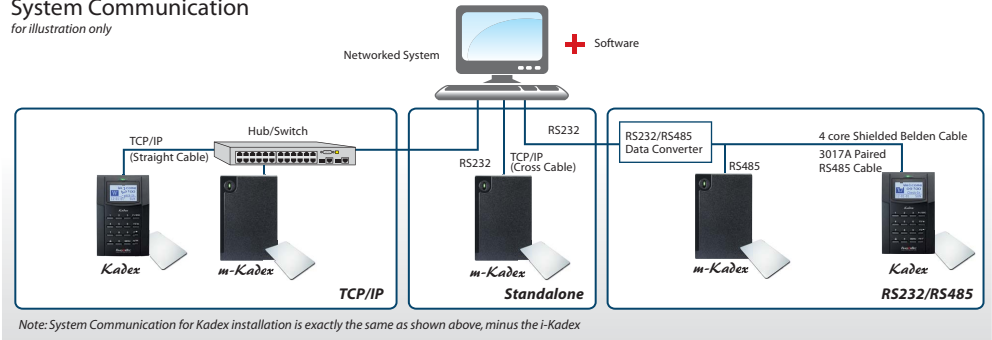 System Communication
for illustration only
Networked System
Software
TCP/IP
(Straight Cable)
Hub/Switch
Kadex
m-Kadex
TCP/IP
RS232
TCP/IP
(Cross Cable)
m-Kadex
Standalone
RS232
RS232/RS485
Data Converter
RS485
4 core Shielded Belden Cable
3017A Paired
RS485 Cable
m-Kadex
Kadex
RS232/RS485
Note: System Communication for Kadex installation is exactly the same as shown above, minus the i-Kadex